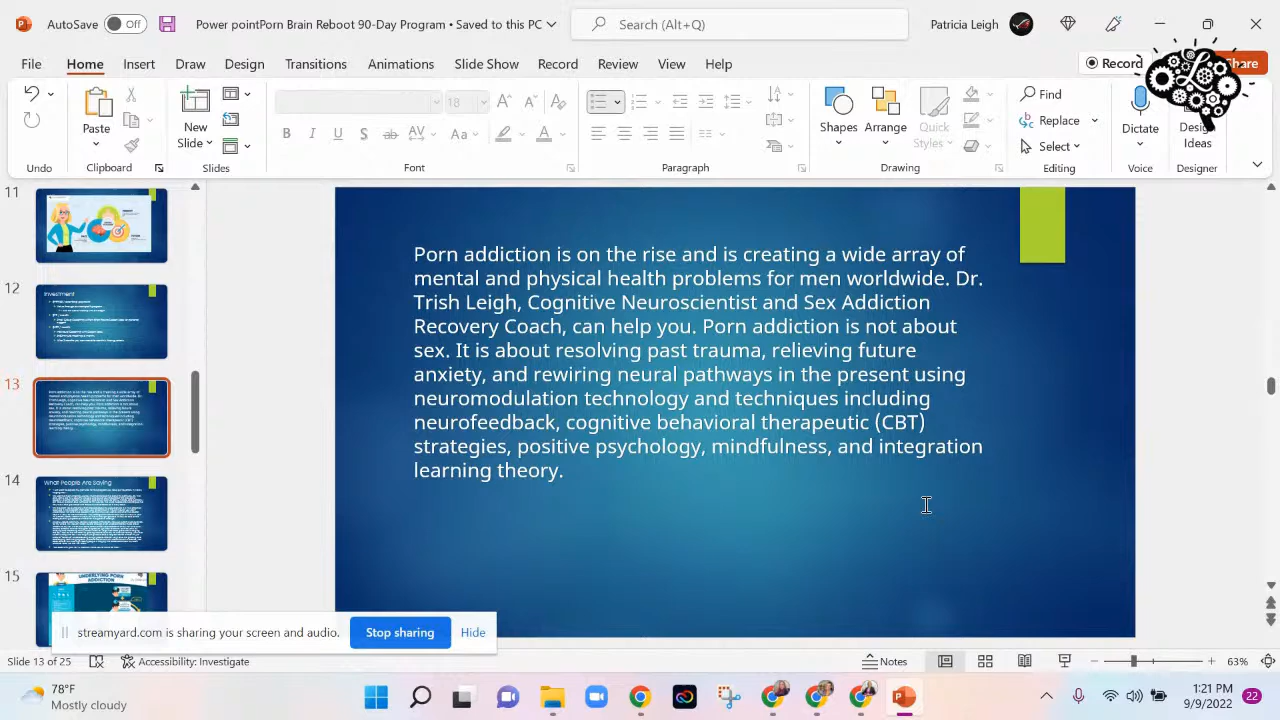 AutoSave Off Power pointPorn Brain Reboot 90-Day Program • Saved to this PC Search (Alt+Q) Patricia Leigh
File Home Insert Draw Design Transitions Animations Slide Show Record Review View Help Record Share
Paste New Slide 18 Shapes Arrange Quick Styles Find Replace Select Dictate Design Ideas
Undo Clipboard Slides Font Paragraph Drawing Editing Voice Designer
11
12
Investment
13
14
What People Are Saying
15
UNDERLYING PORN
ADDICTION
Porn addiction is on the rise and is creating a wide array of
mental and physical health problems for men worldwide. Dr.
Trish Leigh, Cognitive Neuroscientist and Sex Addiction
Recovery Coach, can help you. Porn addiction is not about
sex. It is about resolving past trauma, relieving future
anxiety, and rewiring neural pathways in the present using
neuromodulation technology and techniques including
neurofeedback, cognitive behavioral therapeutic (CBT)
strategies, positive psychology, mindfulness, and integration
learning theory.
streamyard.com is sharing your screen and audio. Stop sharing Hide
Slide 13 of 25 Accessibility: Investigate Notes 63%
78°F
Mostly cloudy
1:21 PM
9/9/2022 22